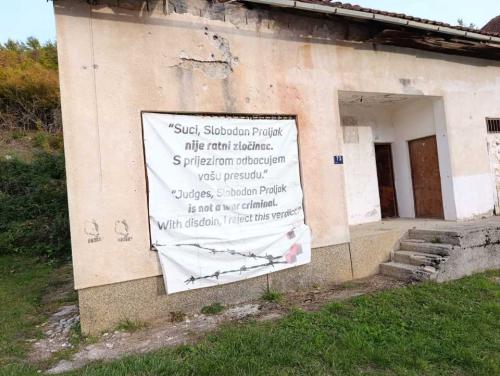 “Suci, Slobodan Praljak
nije ratni zločinac.
S prijezirom odbacujem
vašu presudu.”
“Judges, Slobodan Praljak
is not a war criminal.
With disdain, I reject this verdict.”